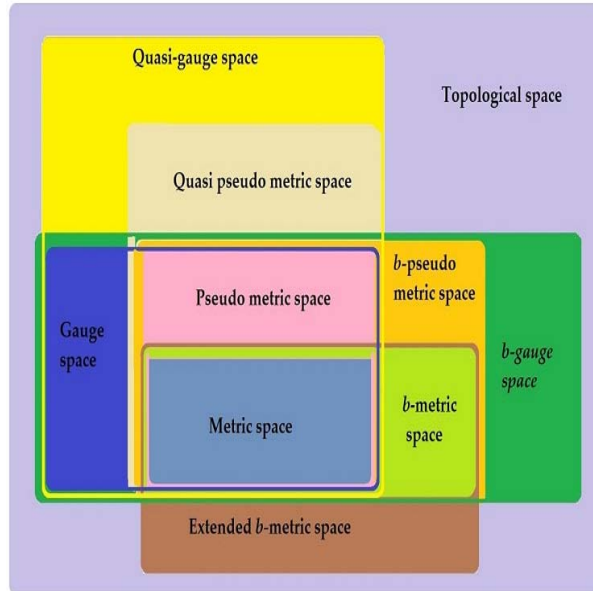 Quasi-gauge space
Topological space
Quasi pseudo metric space
b-pseudo
metric space
Pseudo metric space
Gauge
space
b-gauge
space
b-metric
space
Metric space
Extended b-metric space